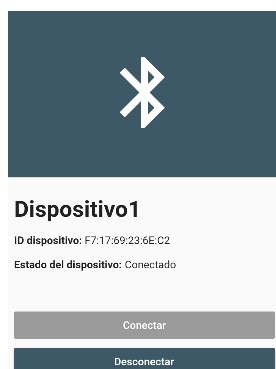 Dispositivo1
ID dispositivo: F7:17:69:23:6E:C2
Estado del dispositivo: Conectado
Conectar
Desconectar